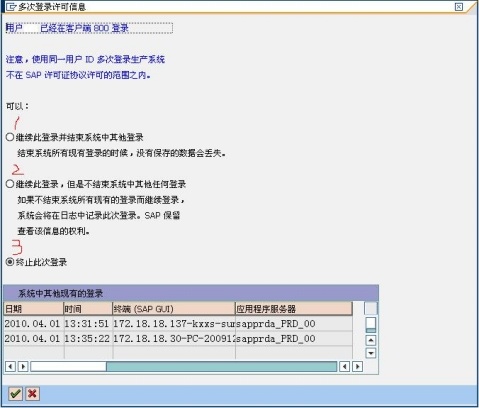 多次登录许可信息
用户 已经在客户端 800 登录
注意，使用同一用户 ID 多次登录生产系统
不在 SAP 许可证协议许可的范围之内。
可以：
1
继续此登录并结束系统中其他登录
结束系统所有现有登录的时候，没有保存的数据会丢失。
2
继续此登录，但是不结束系统中其他任何登录
如果不结束系统所有现有的登录而继续登录，
系统会将在日志中记录此次登录。SAP 保留
查看该信息的权利。
3
终止此次登录
系统中其他现有的登录
日期 时间 终端 (SAP GUI) 应用程序服务器
2010.04.01 13:31:51 172.18.18.137-kxxs-sun sapprda_PRD_00
2010.04.01 13:35:22 172.18.18.30-PC-20091 sapprda_PRD_00